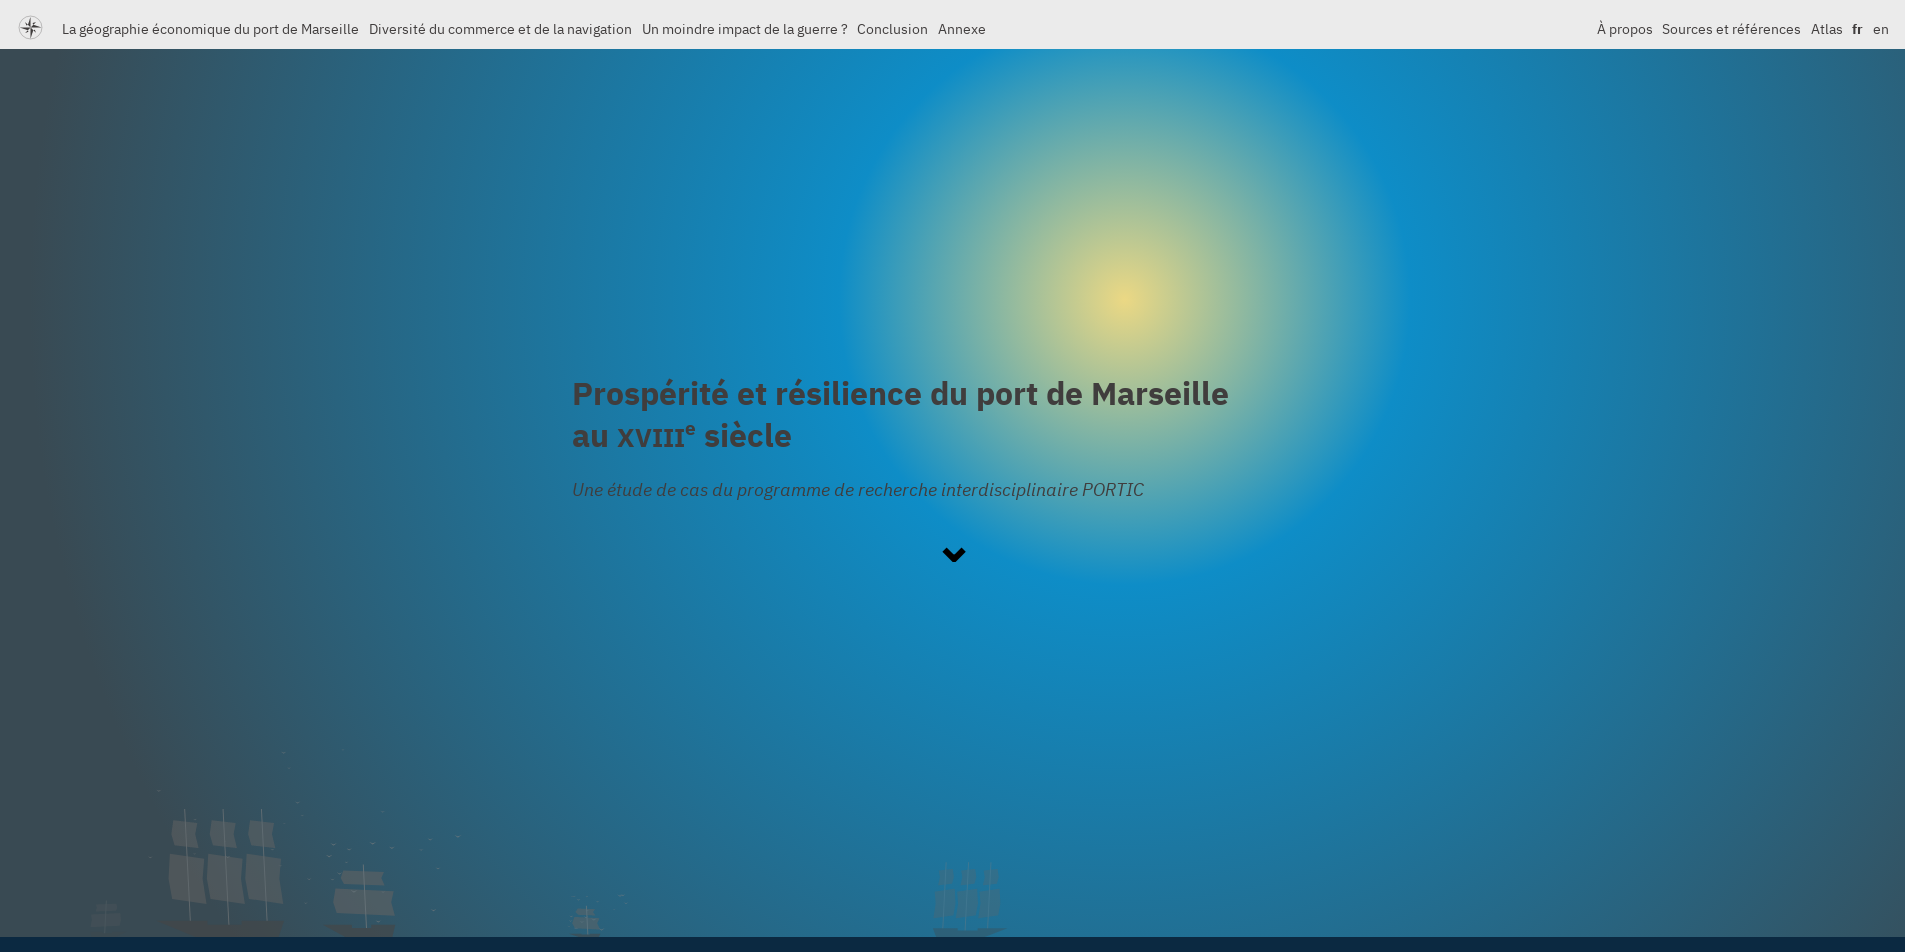 La géographie économique du port de Marseille Diversité du commerce et de la navigation Un moindre impact de la guerre ? Conclusion Annexe À propos Sources et références Atlas fr en
Prospérité et résilience du port de Marseille
au XVIIIe siècle
Une étude de cas du programme de recherche interdisciplinaire PORTIC